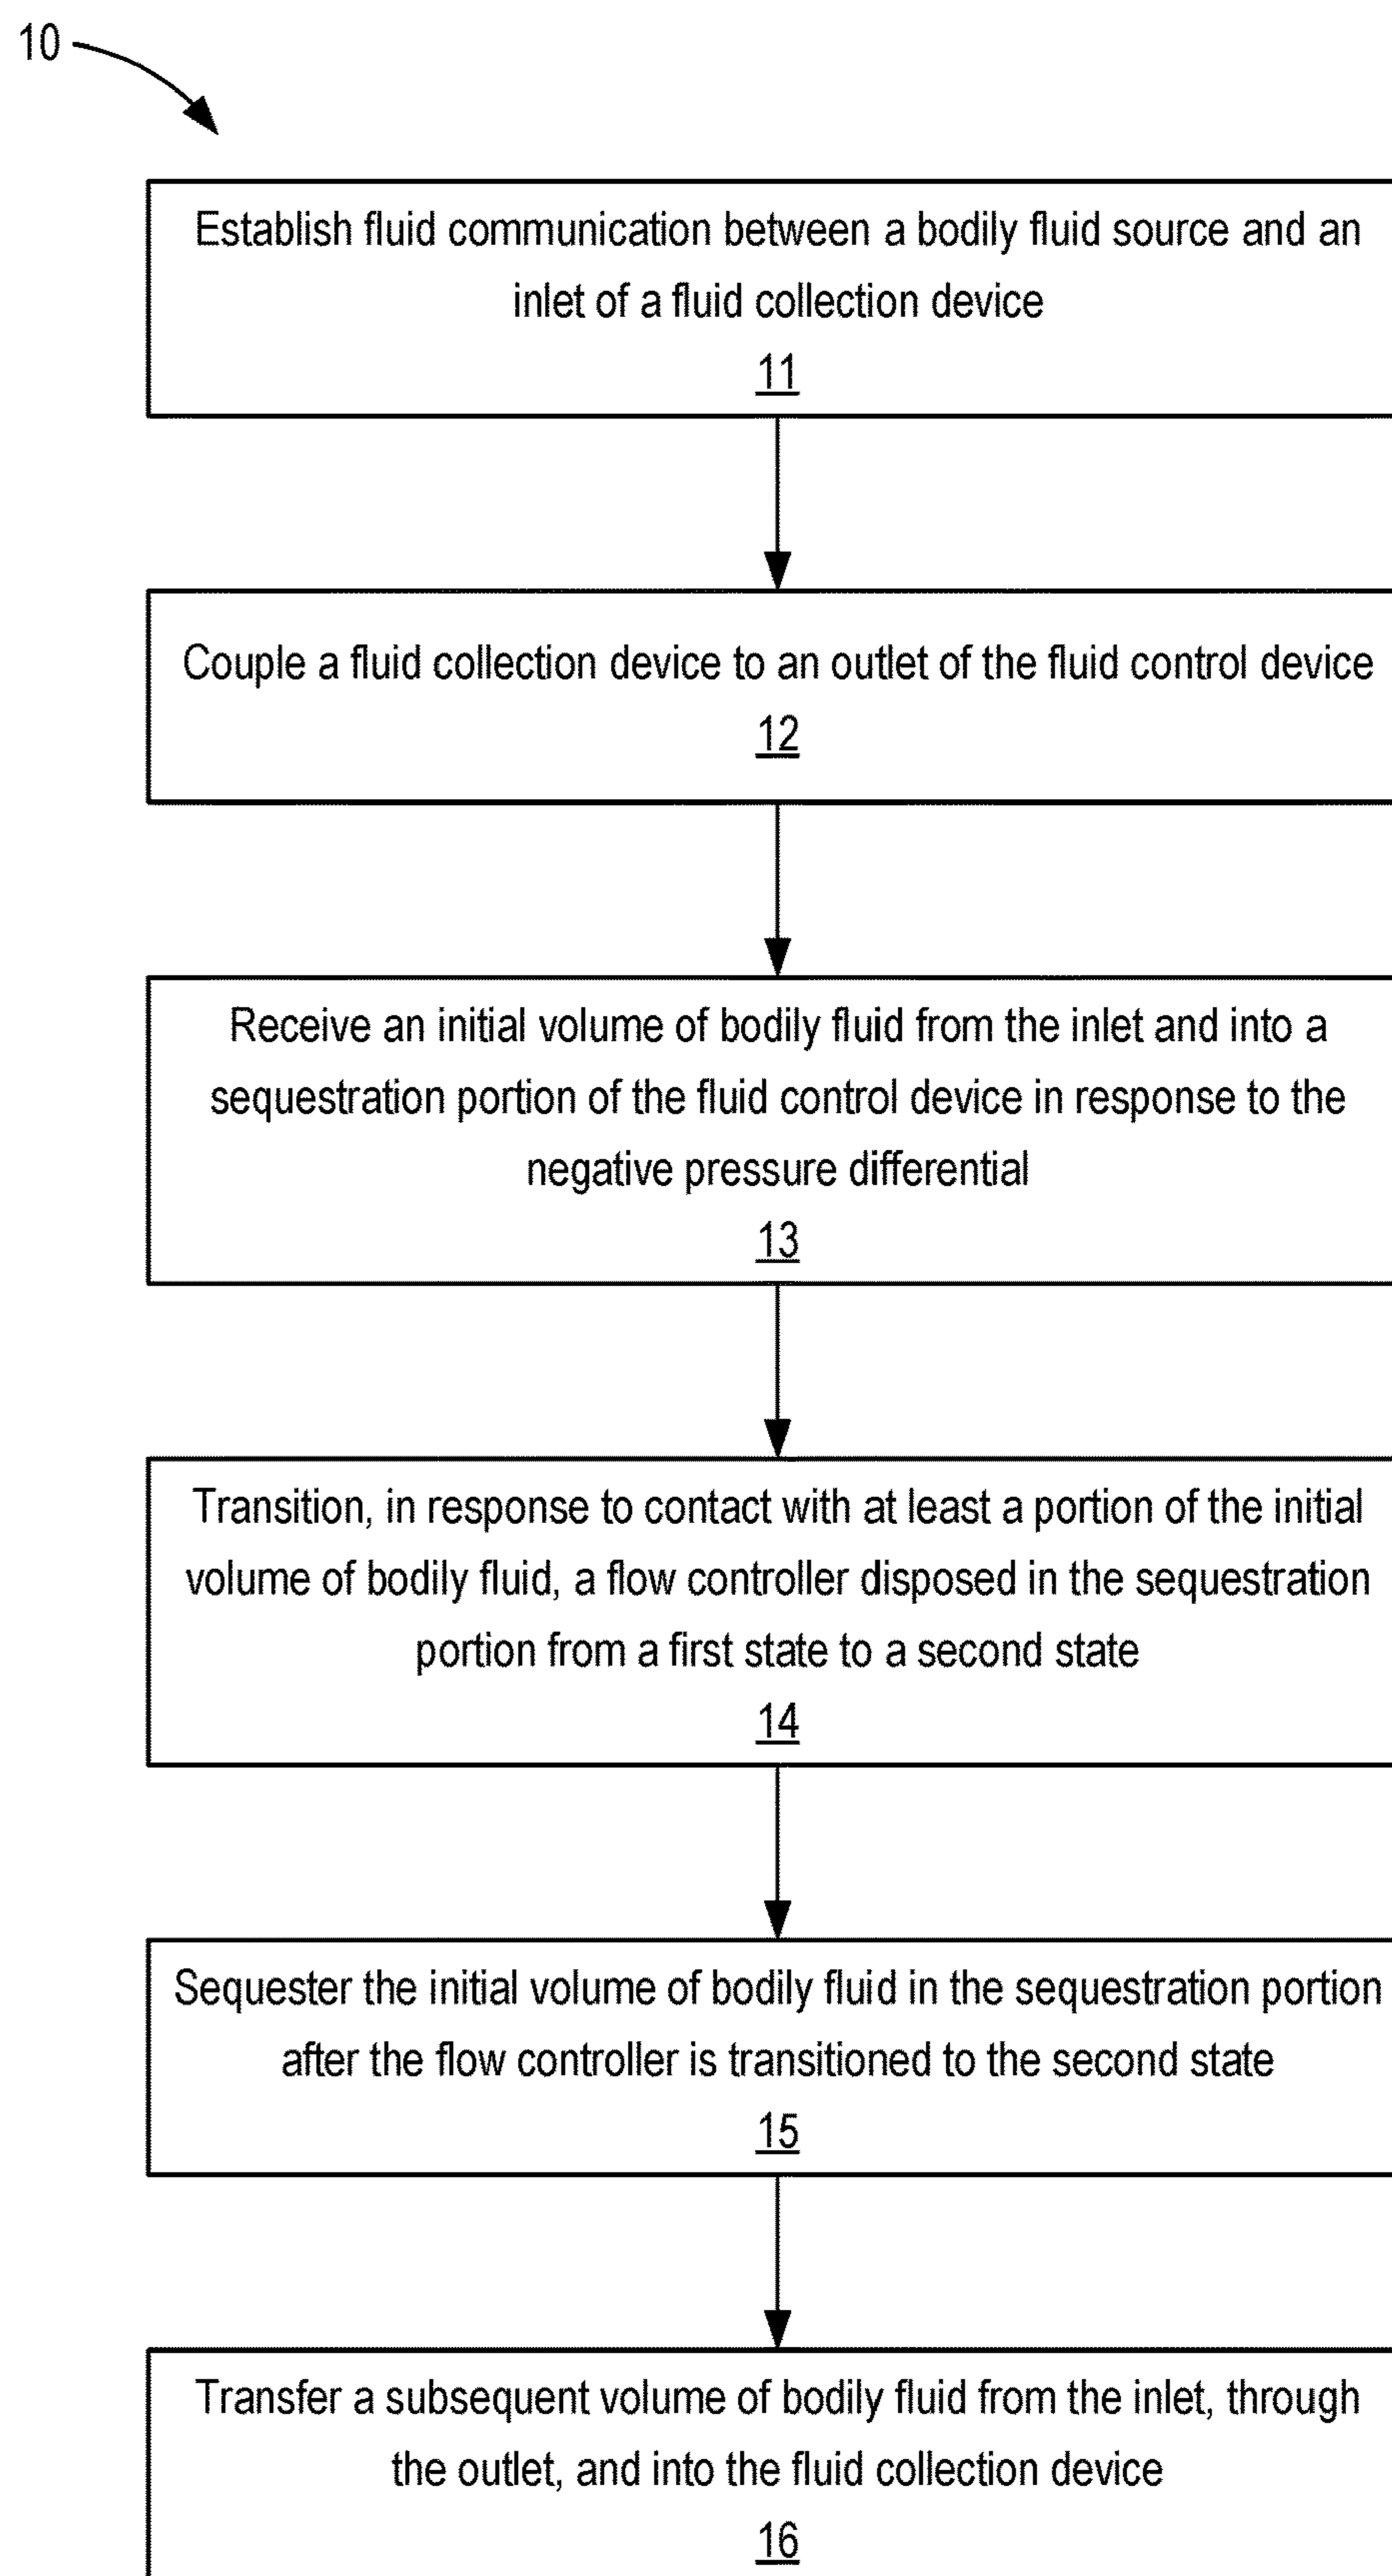 10
Establish fluid communication between a bodily fluid source and an
inlet of a fluid collection device
11
Couple a fluid collection device to an outlet of the fluid control device
12
Receive an initial volume of bodily fluid from the inlet and into a
sequestration portion of the fluid control device in response to the
negative pressure differential
13
Transition, in response to contact with at least a portion of the initial
volume of bodily fluid, a flow controller disposed in the sequestration
portion from a first state to a second state
14
Sequester the initial volume of bodily fluid in the sequestration portion
after the flow controller is transitioned to the second state
15
Transfer a subsequent volume of bodily fluid from the inlet, through
the outlet, and into the fluid collection device
16